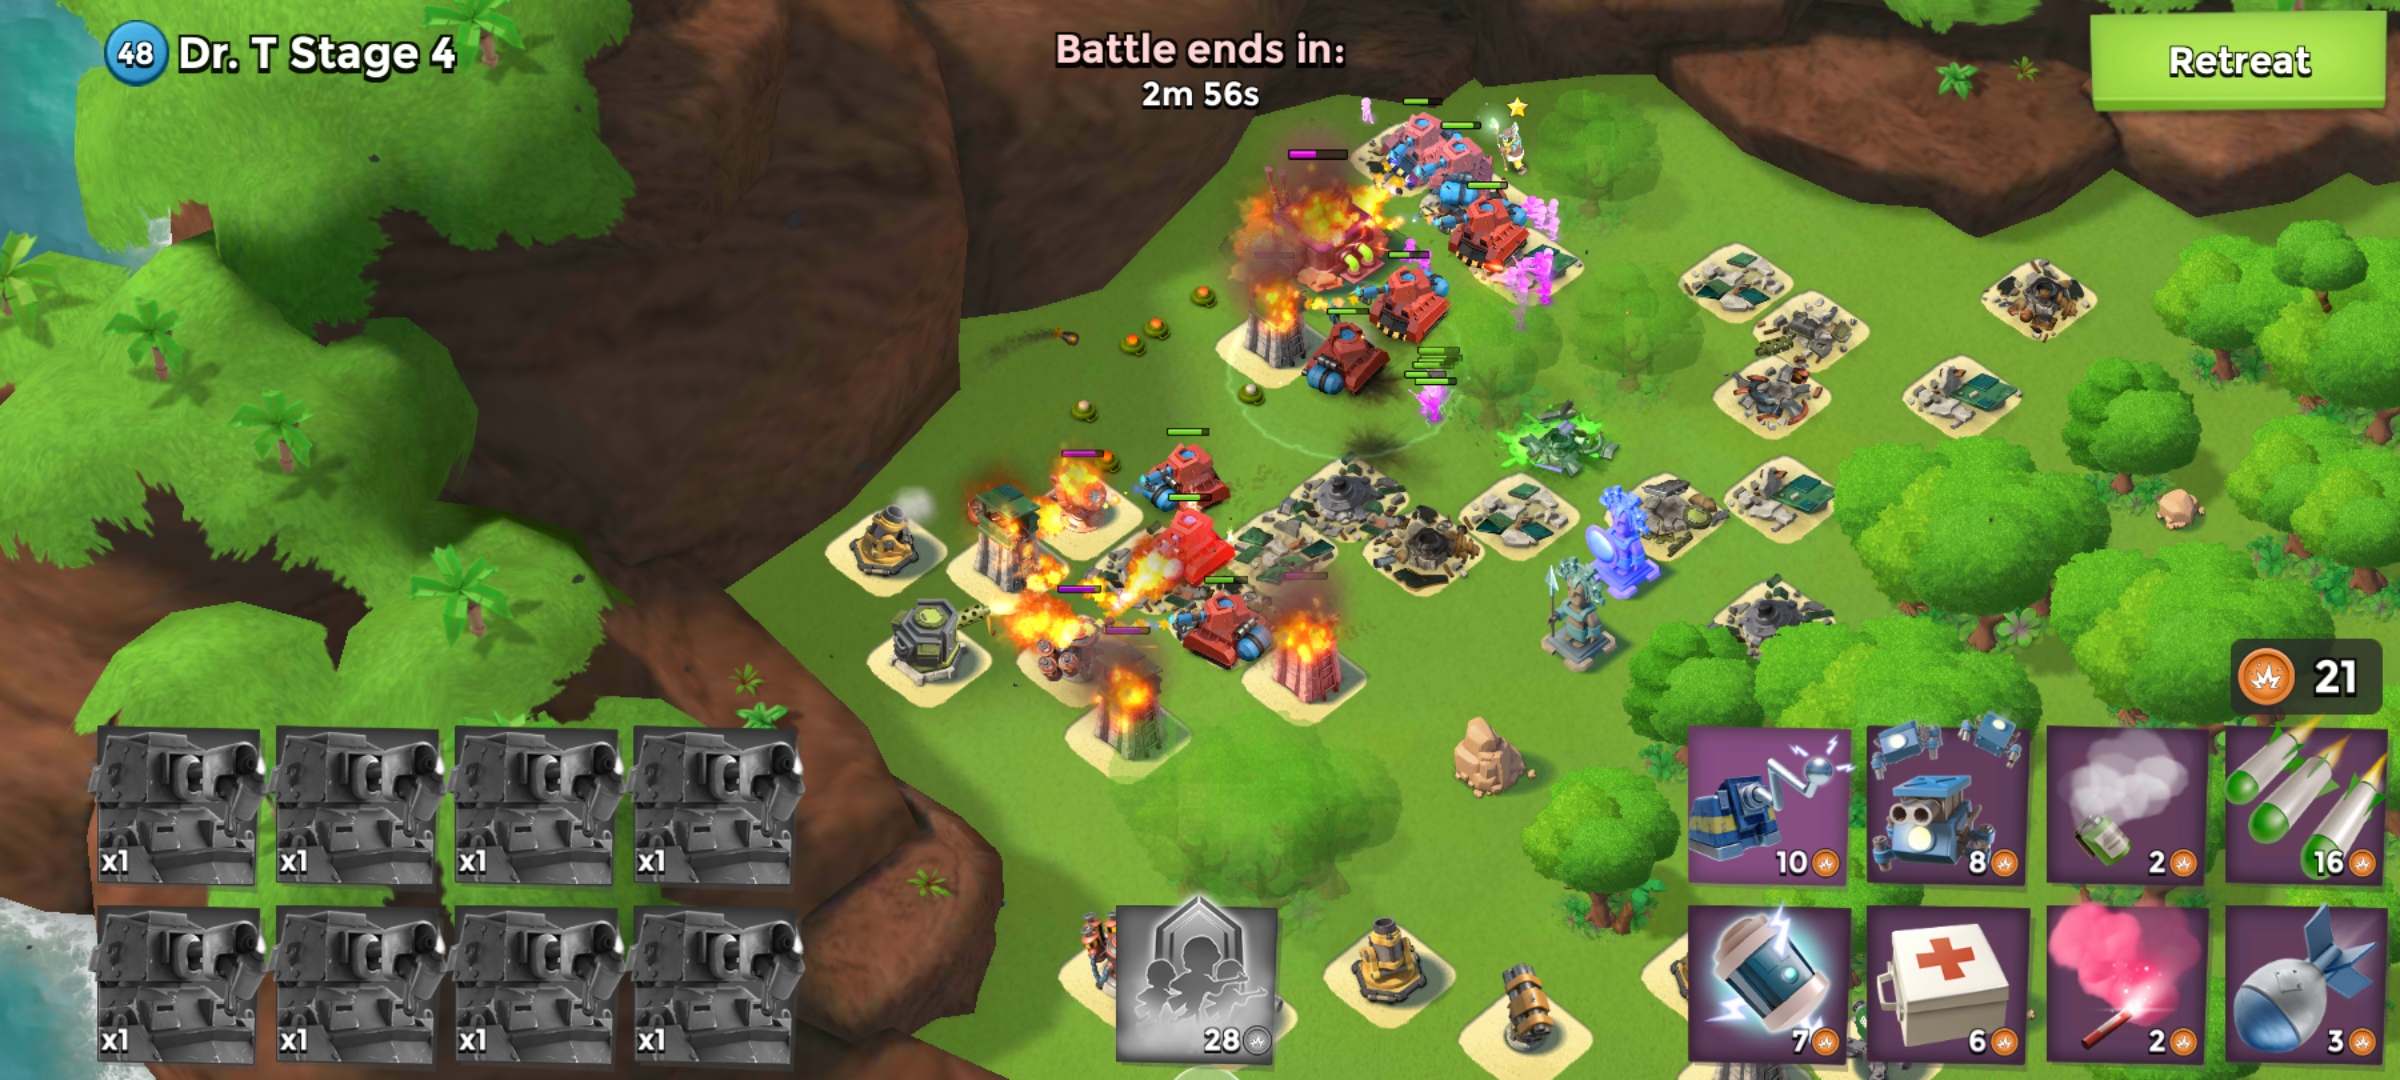 48 Dr. T Stage 4
Battle ends in:
2m 56s
Retreat
21
x1 x1 x1 x1
10 8 2 16
x1 x1 x1 x1
28
7 6 2 3